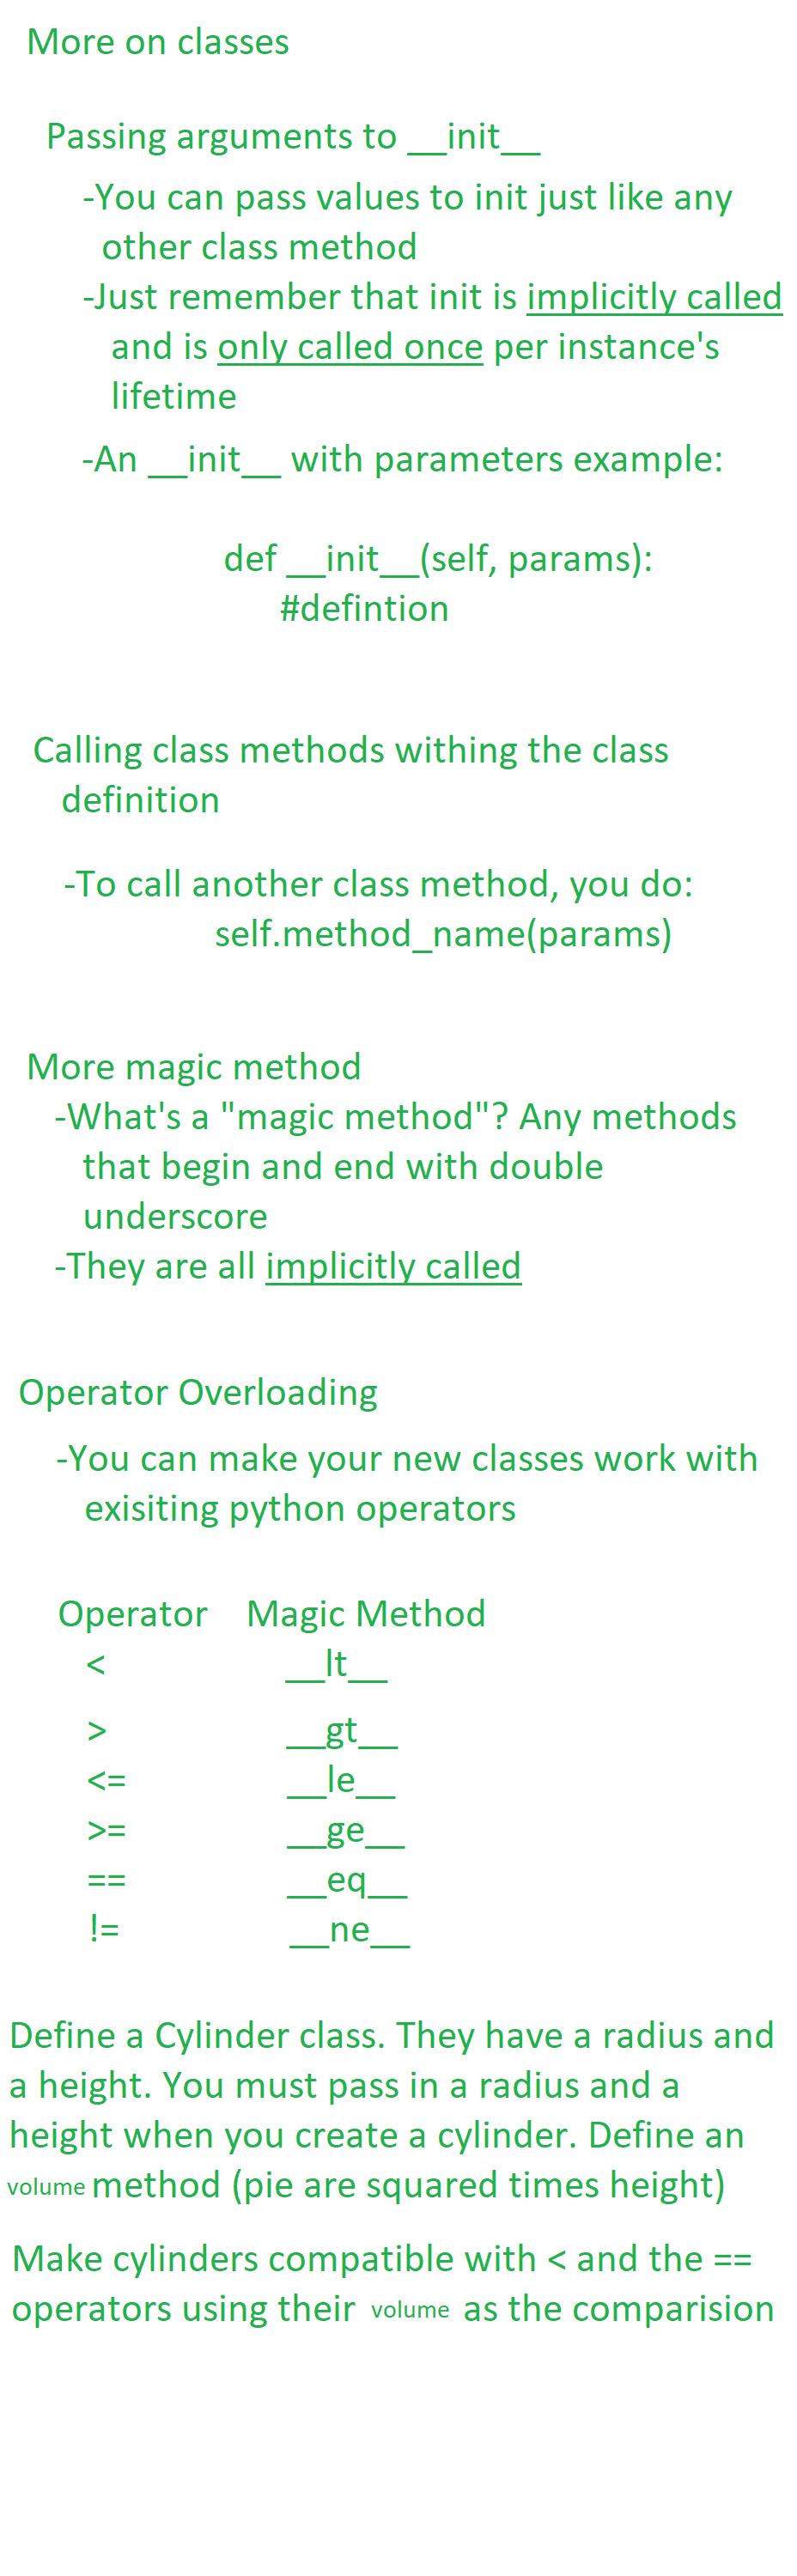 More on classes
Passing arguments to __init__
-You can pass values to init just like any
other class method
-Just remember that init is implicitly called
and is only called once per instance's
lifetime
-An __init__ with parameters example:
def __init__(self, params):
#defintion
Calling class methods withing the class
definition
-To call another class method, you do:
self.method_name(params)
More magic method
-What's a "magic method"? Any methods
that begin and end with double
underscore
-They are all implicitly called
Operator Overloading
-You can make your new classes work with
exisiting python operators
Operator Magic Method
< __lt__
> __gt__
<= __le__
>= __ge__
== __eq__
!= __ne__
Define a Cylinder class. They have a radius and
a height. You must pass in a radius and a
height when you create a cylinder. Define an
volume method (pie are squared times height)
Make cylinders compatible with < and the ==
operators using their volume as the comparision